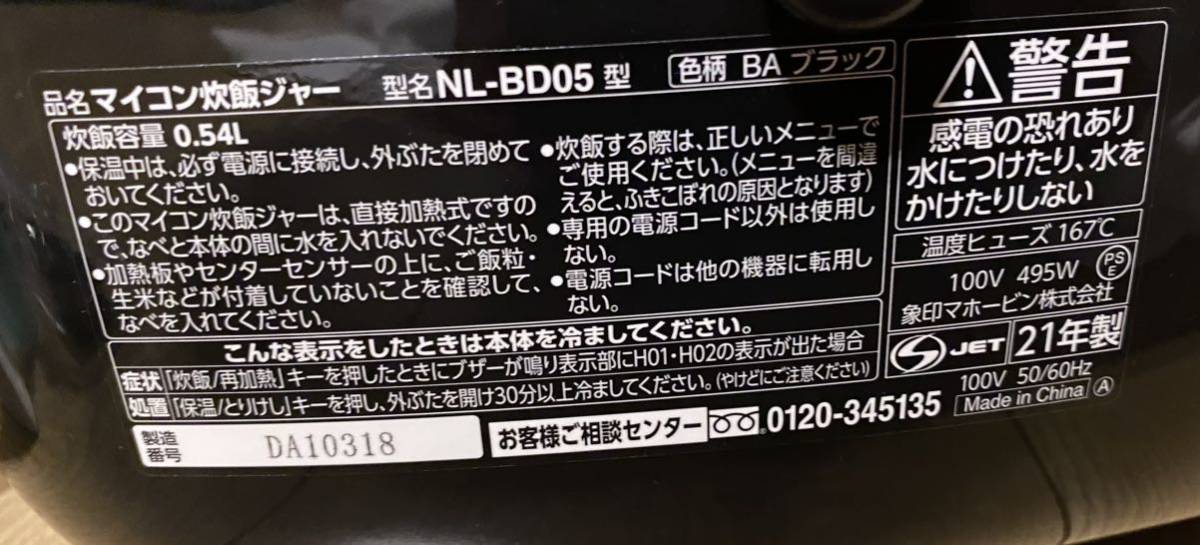 品名 マイコン炊飯ジャー 型名 NL-BD05 型 色柄 BA ブラック
炊飯容量 0.54L
•保温中は、必ず電源に接続し、外ぶたを閉めて
おいてください。
•このマイコン炊飯ジャーは、直接加熱式ですの
で、なべと本体の間に水を入れないでください。
•加熱板やセンターセンサーの上に、ご飯粒・
生米などが付着していないことを確認して、
なべを入れてください。
•炊飯する際は、正しいメニューで
ご使用ください。(メニューを間違
えると、ふきこぼれの原因となります)
•専用の電源コード以外は使用し
ない。
•電源コードは他の機器に転用し
ない。
こんな表示をしたときは本体を冷ましてください。
症状 「炊飯/再加熱」キーを押したときにブザーが鳴り表示部にH01・H02の表示が出た場合
処置 「保温/とりけし」キーを押し、外ぶたを開け30分以上冷ましてください。(やけどにご注意ください)
製造
番号 DA10318
お客様ご相談センター 0120-345135
警告
感電の恐れあり
水につけたり、水を
かけたりしない
温度ヒューズ 167℃
100V 495W PSE
象印マホービン株式会社
S JET 21年製
100V 50/60Hz
Made in China A